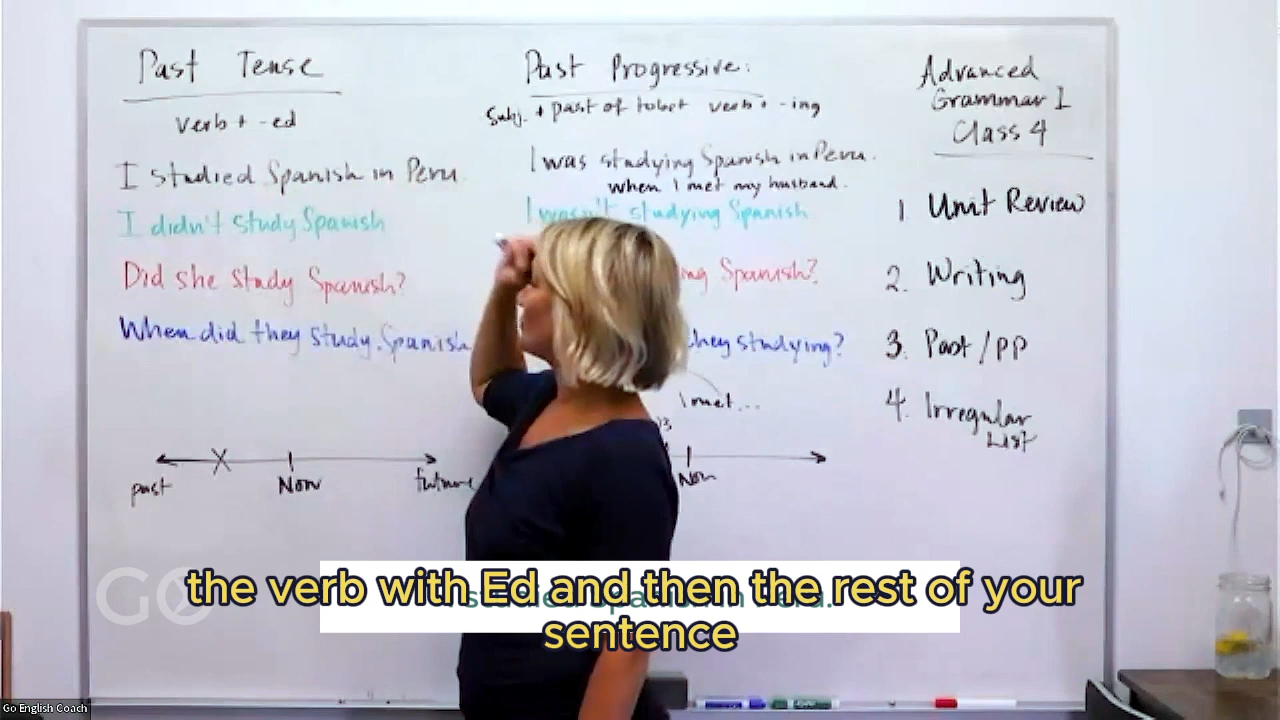 Past Tense
verb + -ed
I studied Spanish in Peru.
I didn't study Spanish
Did she study Spanish?
When did they study Spanish
past
Now
future
Past Progressive:
Subj. + past of tobe+ verb + -ing
I was studying Spanish in Peru.
when I met my husband.
I wasn't studying Spanish
ing Spanish?
they studying?
I met...
Now
Advanced
Grammar I
Class 4
1 Unit Review
2. Writing
3. Past / PP
4. Irregular
List
GO
the verb with Ed and then the rest of your
sentence
Go English Coach